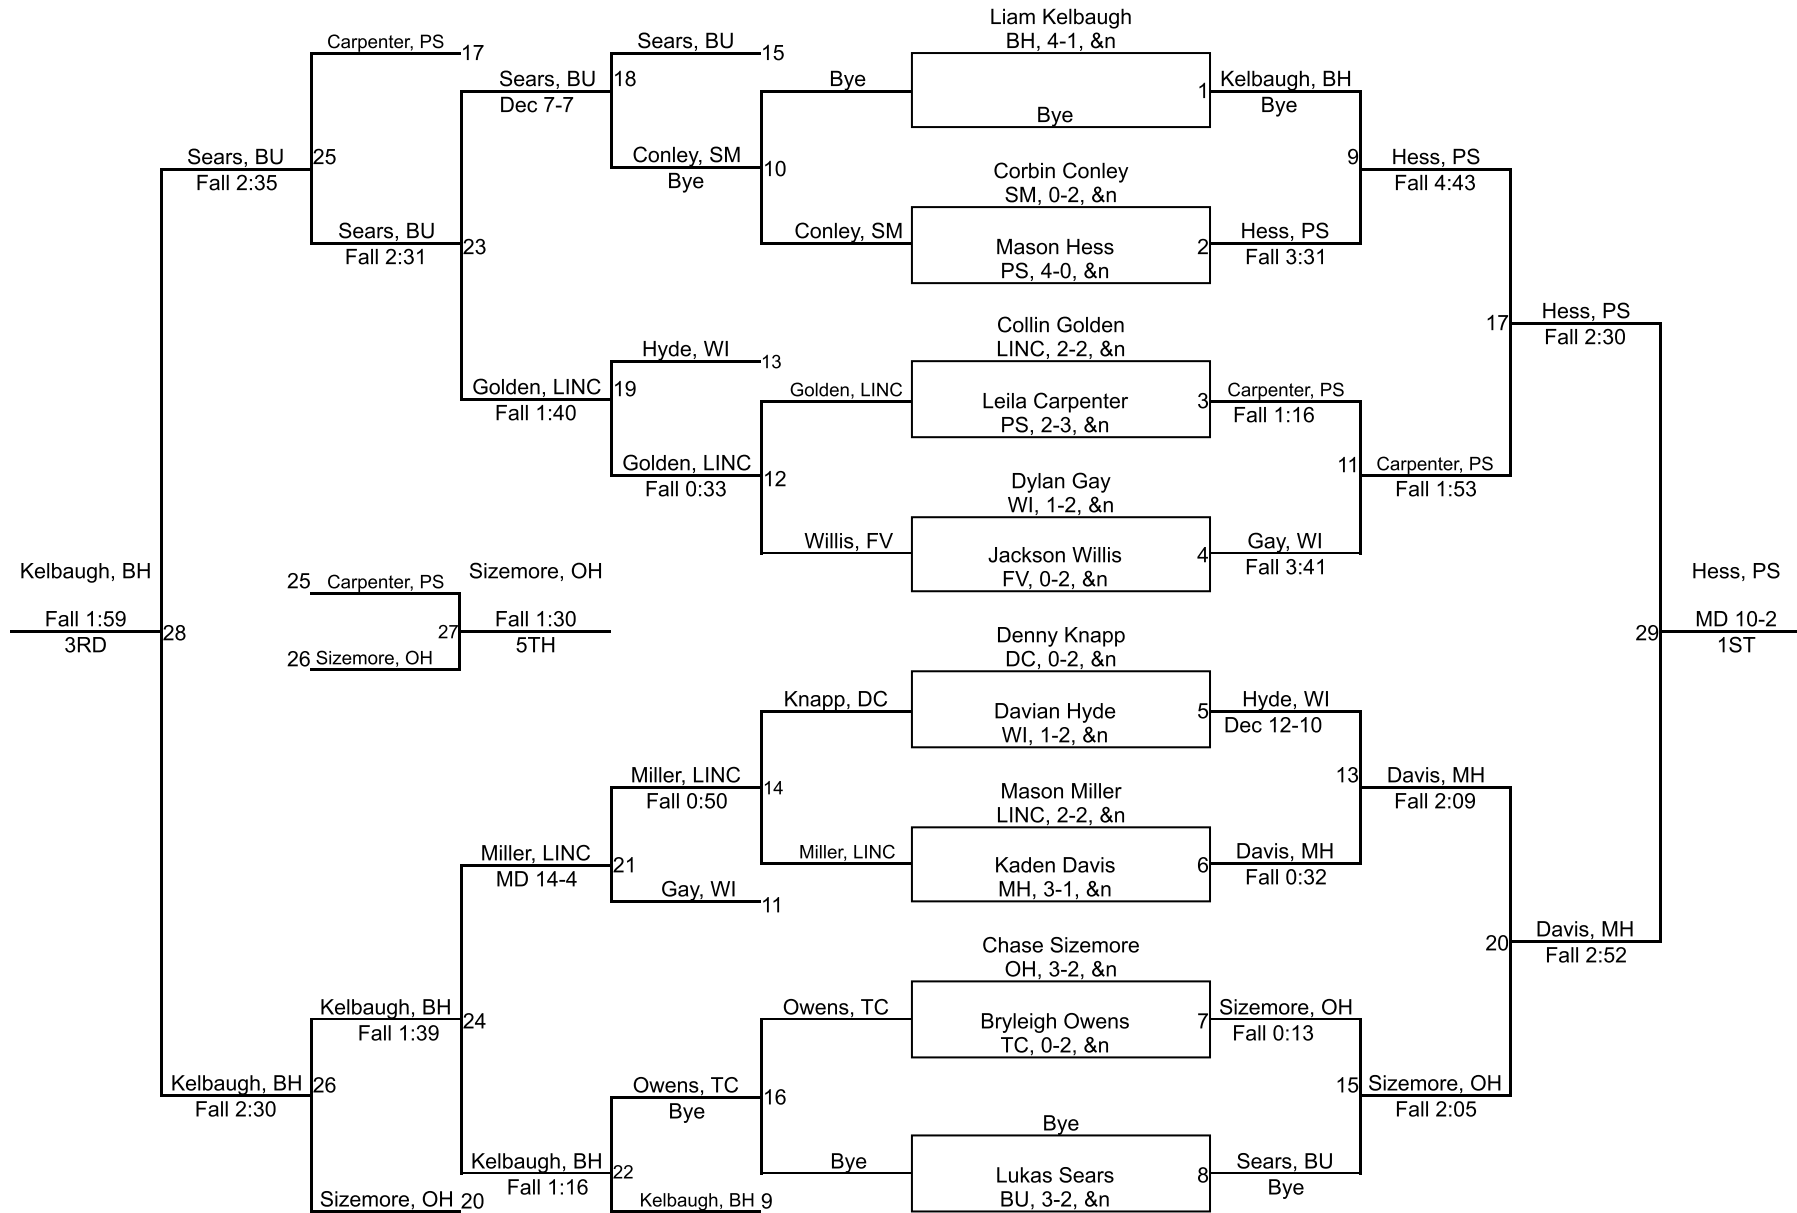 Liam Kelbaugh
BH, 4-1, &n
Carpenter, PS
17
Sears, BU
15
Sears, BU
18
Dec 7-7
Bye
1
Kelbaugh, BH
Bye
Bye
Sears, BU
25
Fall 2:35
Conley, SM
10
Bye
Corbin Conley
SM, 0-2, &n
9
Hess, PS
Fall 4:43
Sears, BU
23
Fall 2:31
Conley, SM
Mason Hess
PS, 4-0, &n
2
Hess, PS
Fall 3:31
Collin Golden
LINC, 2-2, &n
17
Hess, PS
Fall 2:30
Hyde, WI
13
Golden, LINC
19
Fall 1:40
Golden, LINC
Leila Carpenter
PS, 2-3, &n
3
Carpenter, PS
Fall 1:16
Golden, LINC
12
Fall 0:33
Dylan Gay
WI, 1-2, &n
11
Carpenter, PS
Fall 1:53
Willis, FV
Jackson Willis
FV, 0-2, &n
4
Gay, WI
Fall 3:41
Kelbaugh, BH
Fall 1:59
3RD
28
25
Carpenter, PS
Sizemore, OH
27
Fall 1:30
5TH
26
Sizemore, OH
Hess, PS
29
MD 10-2
1ST
Denny Knapp
DC, 0-2, &n
Knapp, DC
Davian Hyde
WI, 1-2, &n
5
Hyde, WI
Dec 12-10
Miller, LINC
14
Fall 0:50
Mason Miller
LINC, 2-2, &n
13
Davis, MH
Fall 2:09
Miller, LINC
21
MD 14-4
Miller, LINC
Kaden Davis
MH, 3-1, &n
6
Davis, MH
Fall 0:32
Gay, WI
11
Chase Sizemore
OH, 3-2, &n
20
Davis, MH
Fall 2:52
Kelbaugh, BH
24
Fall 1:39
Owens, TC
Bryleigh Owens
TC, 0-2, &n
7
Sizemore, OH
Fall 0:13
Kelbaugh, BH
26
Fall 2:30
Owens, TC
16
Bye
Bye
15
Sizemore, OH
Fall 2:05
Kelbaugh, BH
22
Fall 1:16
Bye
Lukas Sears
BU, 3-2, &n
8
Sears, BU
Bye
Sizemore, OH
20
Kelbaugh, BH
9